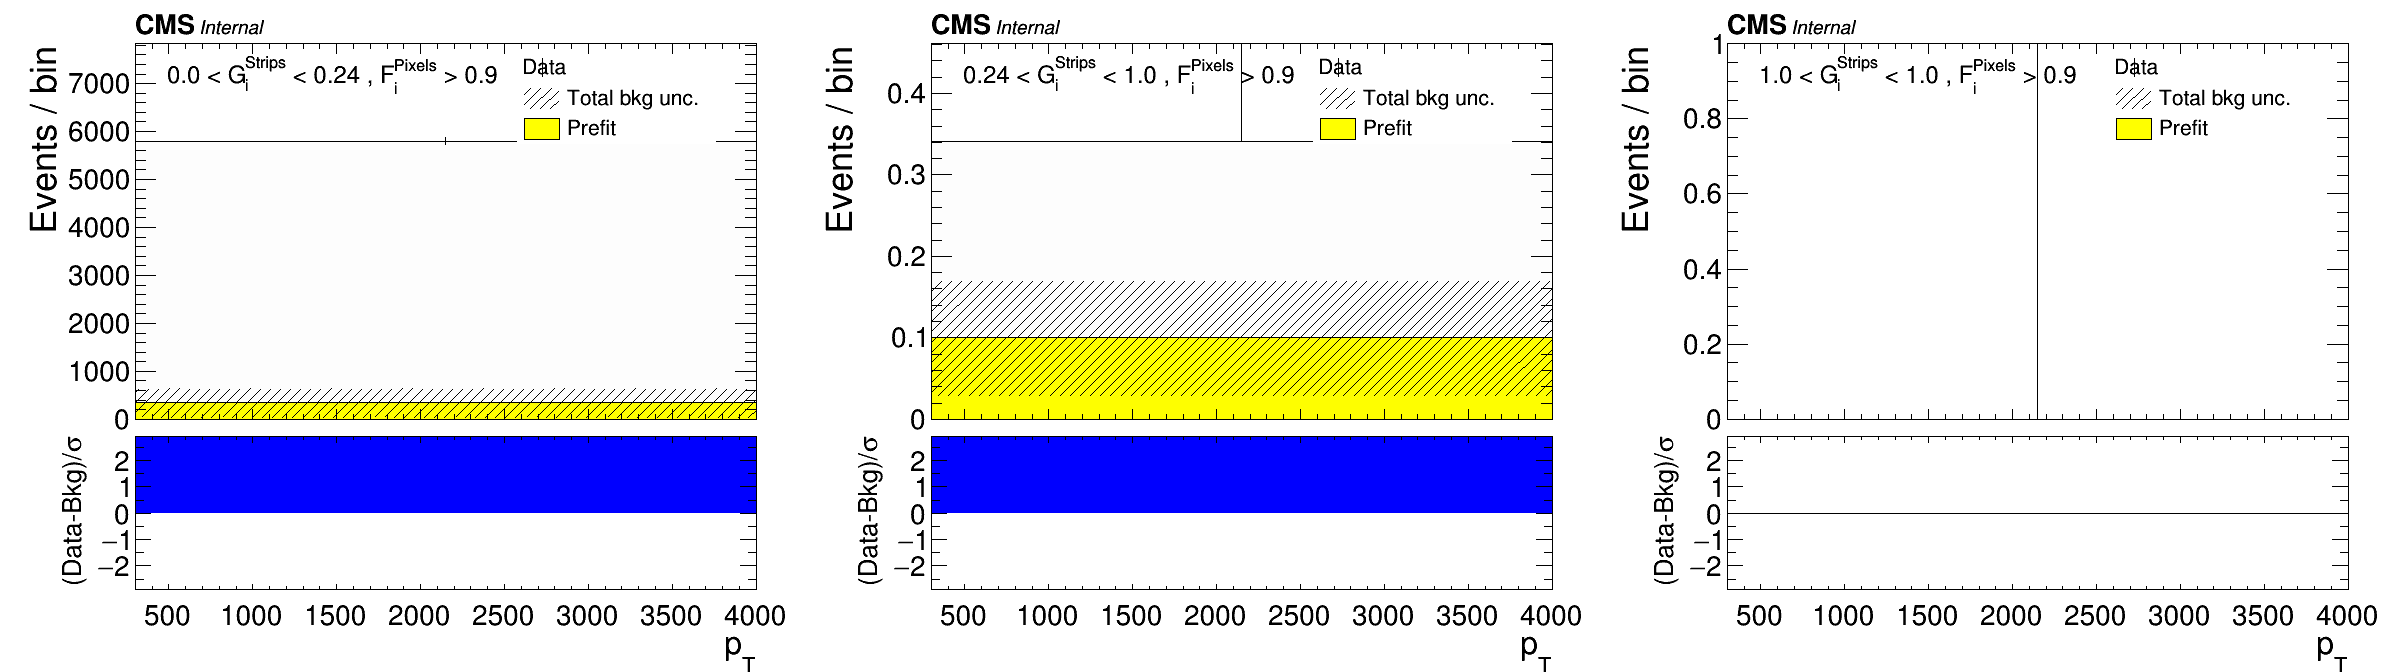 CMS Internal
Events / bin
0.0 < G_i^Strips < 0.24 , F_i^Pixels > 0.9
Data
Total bkg unc.
Prefit
7000
6000
5000
4000
3000
2000
1000
0
(Data-Bkg)/σ
2
1
0
−1
−2
500 1000 1500 2000 2500 3000 3500 4000
p_T
CMS Internal
Events / bin
0.24 < G_i^Strips < 1.0 , F_i^Pixels > 0.9
Data
Total bkg unc.
Prefit
0.4
0.3
0.2
0.1
0
(Data-Bkg)/σ
2
1
0
−1
−2
500 1000 1500 2000 2500 3000 3500 4000
p_T
CMS Internal
Events / bin
1.0 < G_i^Strips < 1.0 , F_i^Pixels > 0.9
Data
Total bkg unc.
Prefit
1
0.8
0.6
0.4
0.2
0
(Data-Bkg)/σ
2
1
0
−1
−2
500 1000 1500 2000 2500 3000 3500 4000
p_T